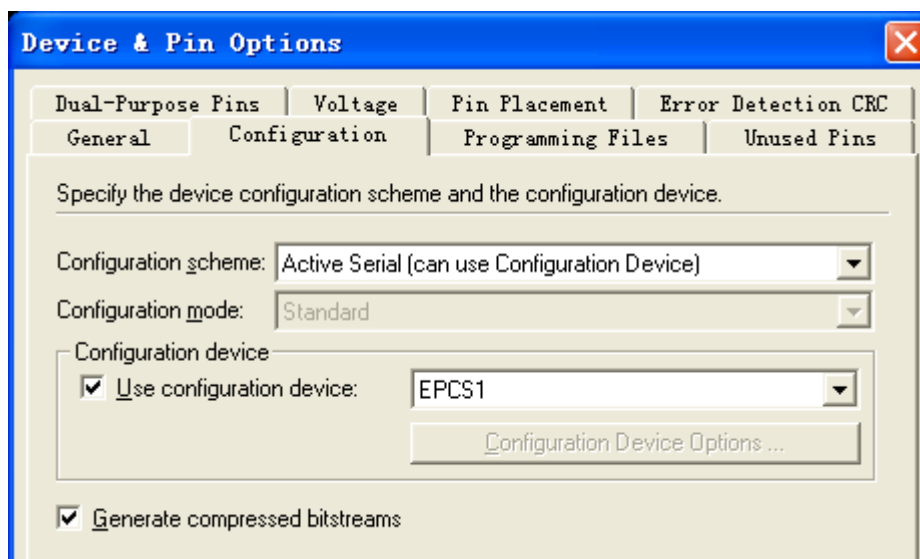 Device & Pin Options
Dual-Purpose Pins Voltage Pin Placement Error Detection CRC
General Configuration Programming Files Unused Pins
Specify the device configuration scheme and the configuration device.
Configuration scheme: Active Serial (can use Configuration Device)
Configuration mode: Standard
Configuration device
Use configuration device: EPCS1
Configuration Device Options ...
Generate compressed bitstreams